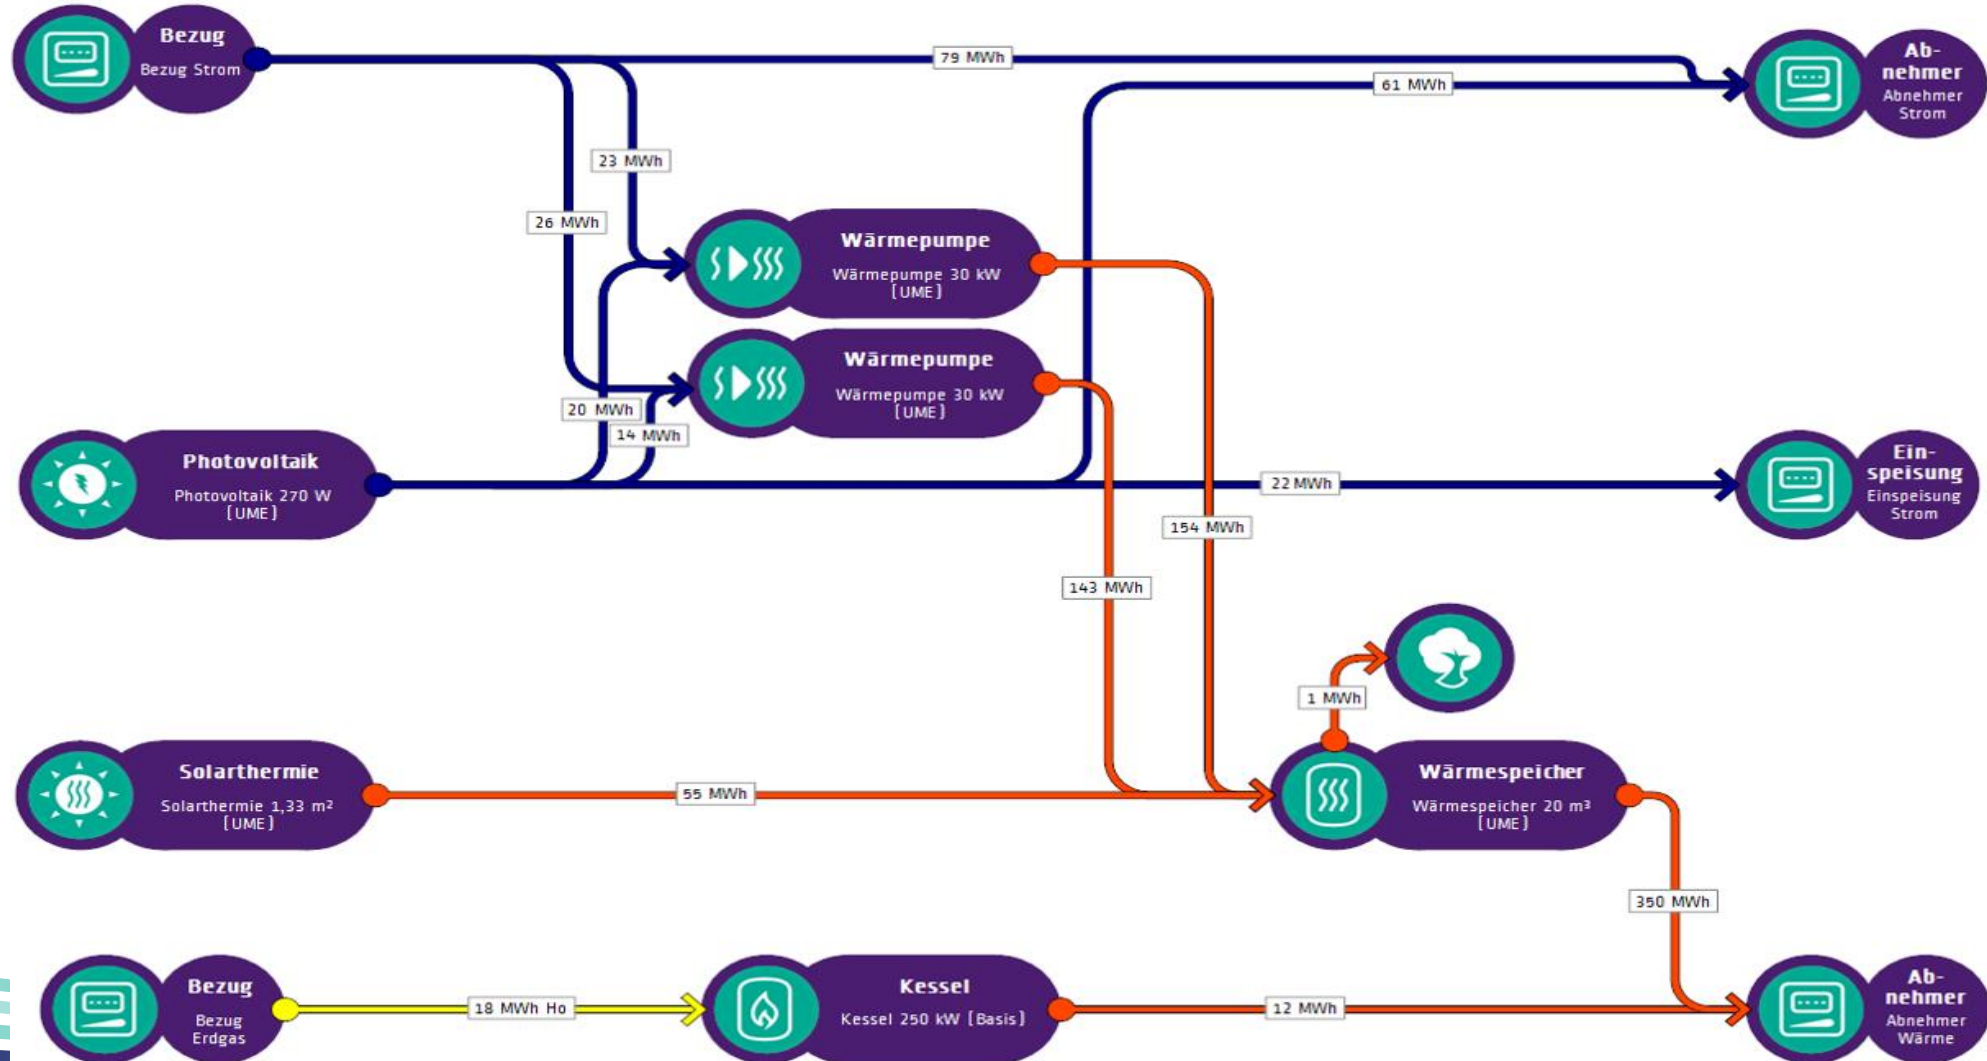 Bezug
Bezug Strom
79 MWh
61 MWh
Ab-
nehmer
Abnehmer
Strom
23 MWh
26 MWh
Wärmepumpe
Wärmepumpe 30 kW
[UME]
Wärmepumpe
Wärmepumpe 30 kW
[UME]
20 MWh
14 MWh
Photovoltaik
Photovoltaik 270 W
[UME]
22 MWh
Ein-
speisung
Einspeisung
Strom
154 MWh
143 MWh
1 MWh
Solarthermie
Solarthermie 1,33 m²
[UME]
55 MWh
Wärmespeicher
Wärmespeicher 20 m³
[UME]
350 MWh
Bezug
Bezug
Erdgas
18 MWh Ho
Kessel
Kessel 250 kW [Basis]
12 MWh
Ab-
nehmer
Abnehmer
Wärme